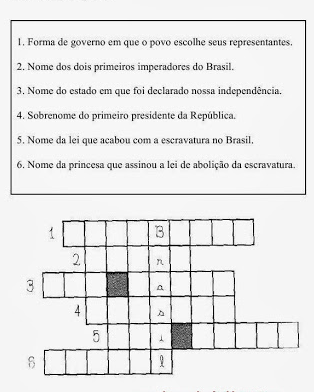 1. Forma de governo em que o povo escolhe seus representantes.
2. Nome dos dois primeiros imperadores do Brasil.
3. Nome do estado em que foi declarado nossa independência.
4. Sobrenome do primeiro presidente da República.
5. Nome da lei que acabou com a escravatura no Brasil.
6. Nome da princesa que assinou a lei de abolição da escravatura.
1 B
2 r
3 a
4 s
5 i
6 l